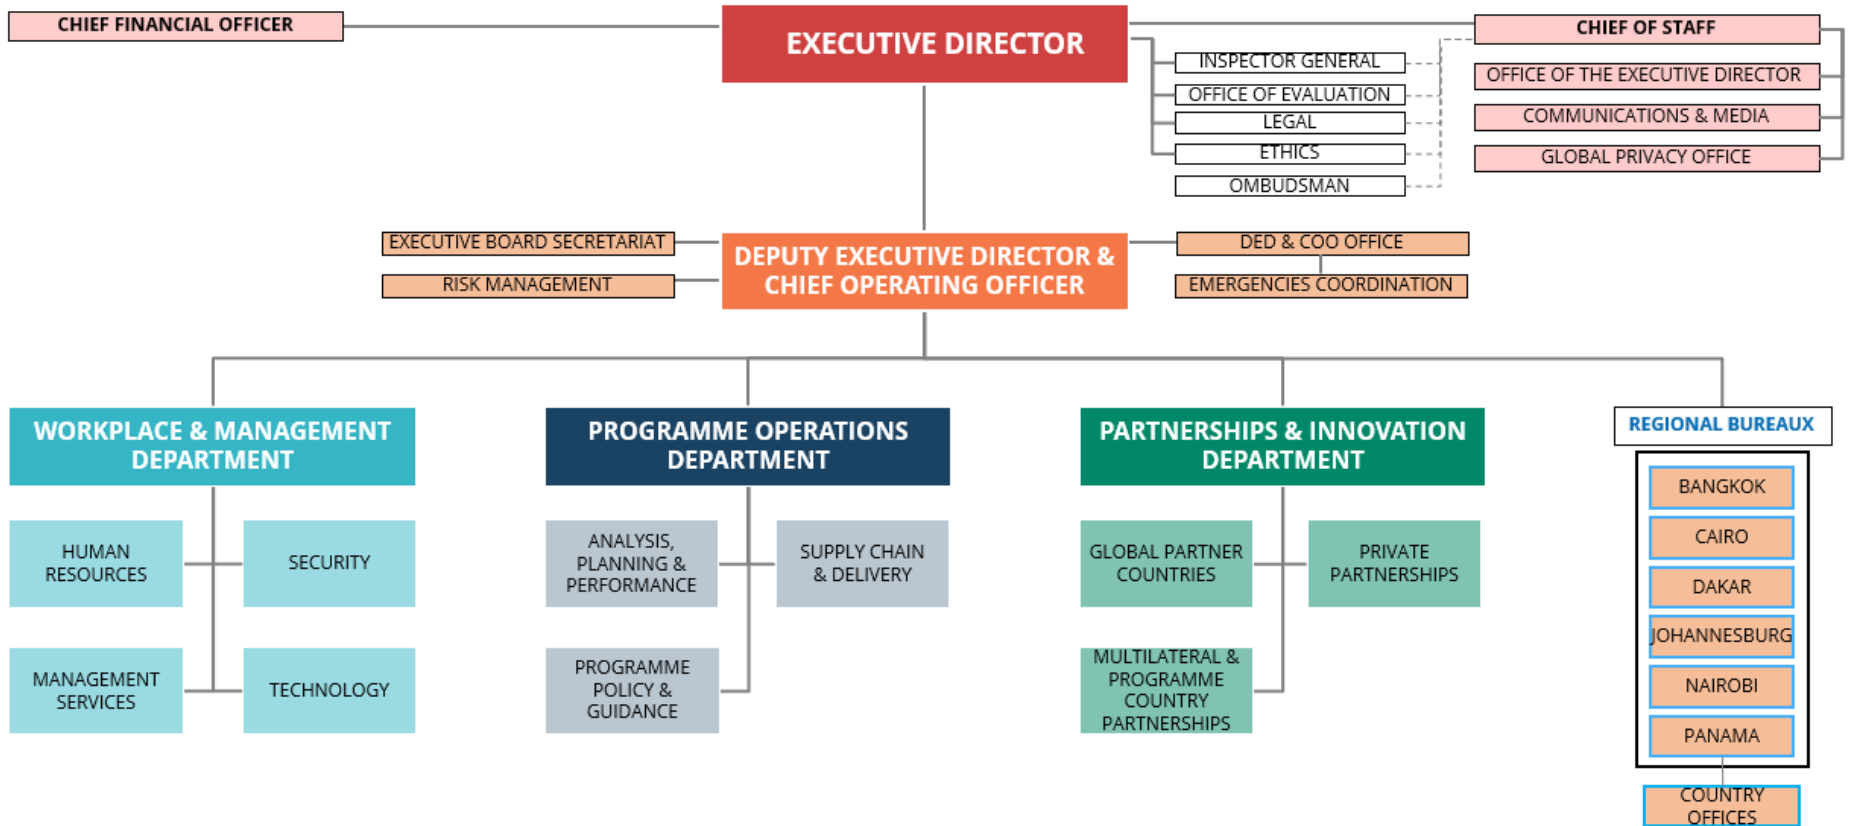 CHIEF FINANCIAL OFFICER
EXECUTIVE DIRECTOR
CHIEF OF STAFF
INSPECTOR GENERAL
OFFICE OF EVALUATION
LEGAL
ETHICS
OMBUDSMAN
OFFICE OF THE EXECUTIVE DIRECTOR
COMMUNICATIONS & MEDIA
GLOBAL PRIVACY OFFICE
EXECUTIVE BOARD SECRETARIAT
RISK MANAGEMENT
DEPUTY EXECUTIVE DIRECTOR &
CHIEF OPERATING OFFICER
DED & COO OFFICE
EMERGENCIES COORDINATION
WORKPLACE & MANAGEMENT
DEPARTMENT
HUMAN
RESOURCES
SECURITY
MANAGEMENT
SERVICES
TECHNOLOGY
PROGRAMME OPERATIONS
DEPARTMENT
ANALYSIS,
PLANNING &
PERFORMANCE
SUPPLY CHAIN
& DELIVERY
PROGRAMME
POLICY &
GUIDANCE
PARTNERSHIPS & INNOVATION
DEPARTMENT
GLOBAL PARTNER
COUNTRIES
PRIVATE
PARTNERSHIPS
MULTILATERAL &
PROGRAMME
COUNTRY
PARTNERSHIPS
REGIONAL BUREAUX
BANGKOK
CAIRO
DAKAR
JOHANNESBURG
NAIROBI
PANAMA
COUNTRY
OFFICES